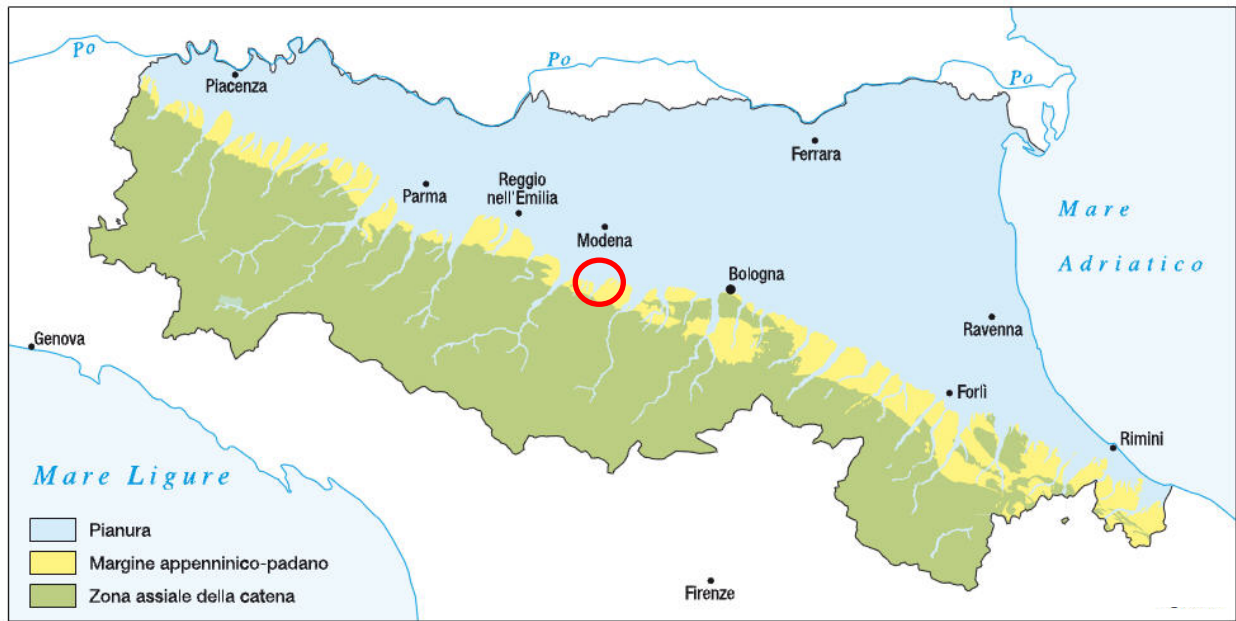 Po
Po
Po
Piacenza
Ferrara
Parma
Reggio
nell'Emilia
Modena
Bologna
Mare
Adriatico
Ravenna
Genova
Forlì
Rimini
Mare Ligure
Firenze
Pianura
Margine appenninico-padano
Zona assiale della catena